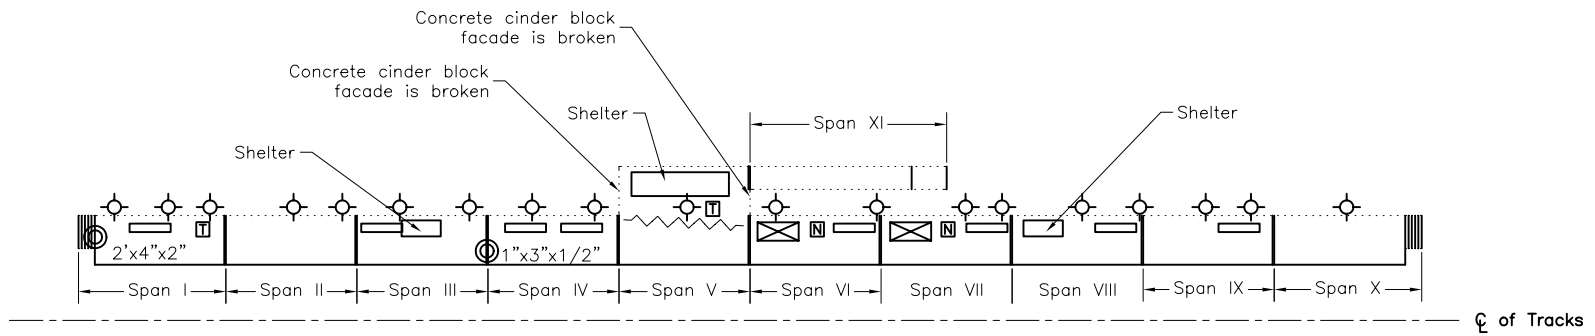 Concrete cinder block
facade is broken
Concrete cinder block
facade is broken
Shelter
Span XI
Shelter
Shelter
T
T
N
N
2'x4"x2"
1"x3"x1/2"
Span I
Span II
Span III
Span IV
Span V
Span VI
Span VII
Span VIII
Span IX
Span X
℄ of Tracks